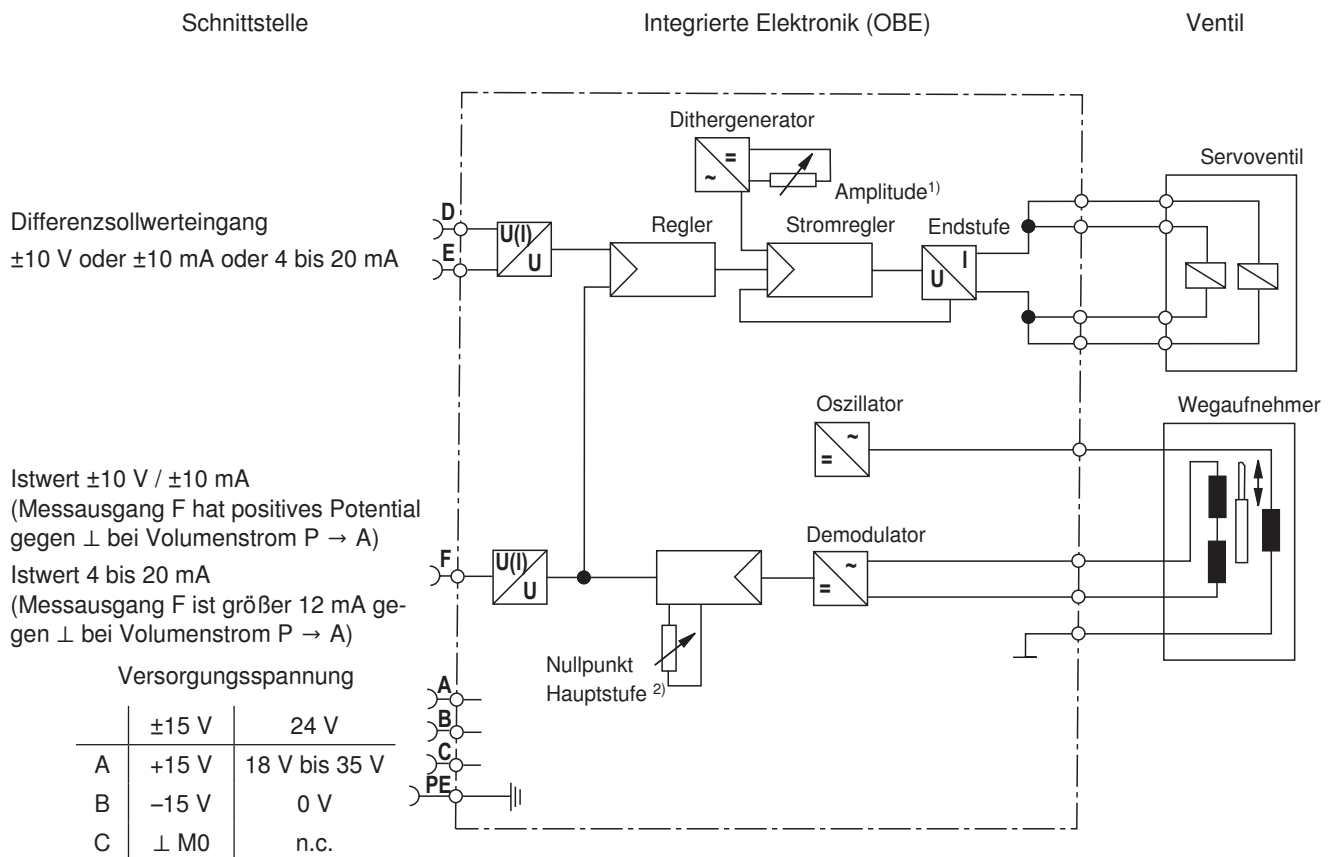 Schnittstelle
Integrierte Elektronik (OBE)
Ventil
Dithergenerator
=
~
Amplitude1)
Servoventil
Differenzsollwerteingang
±10 V oder ±10 mA oder 4 bis 20 mA
D
E
U(I)
U
Regler
Stromregler
Endstufe
I
U
Oszillator
~
=
Wegaufnehmer
Istwert ±10 V / ±10 mA
(Messausgang F hat positives Potential
gegen ⊥ bei Volumenstrom P → A)
Istwert 4 bis 20 mA
(Messausgang F ist größer 12 mA ge-
gen ⊥ bei Volumenstrom P → A)
F
U(I)
U
Demodulator
~
=
Nullpunkt
Hauptstufe 2)
Versorgungsspannung
±15 V 24 V
A +15 V 18 V bis 35 V
B –15 V 0 V
C ⊥ M0 n.c.
A
B
C
PE